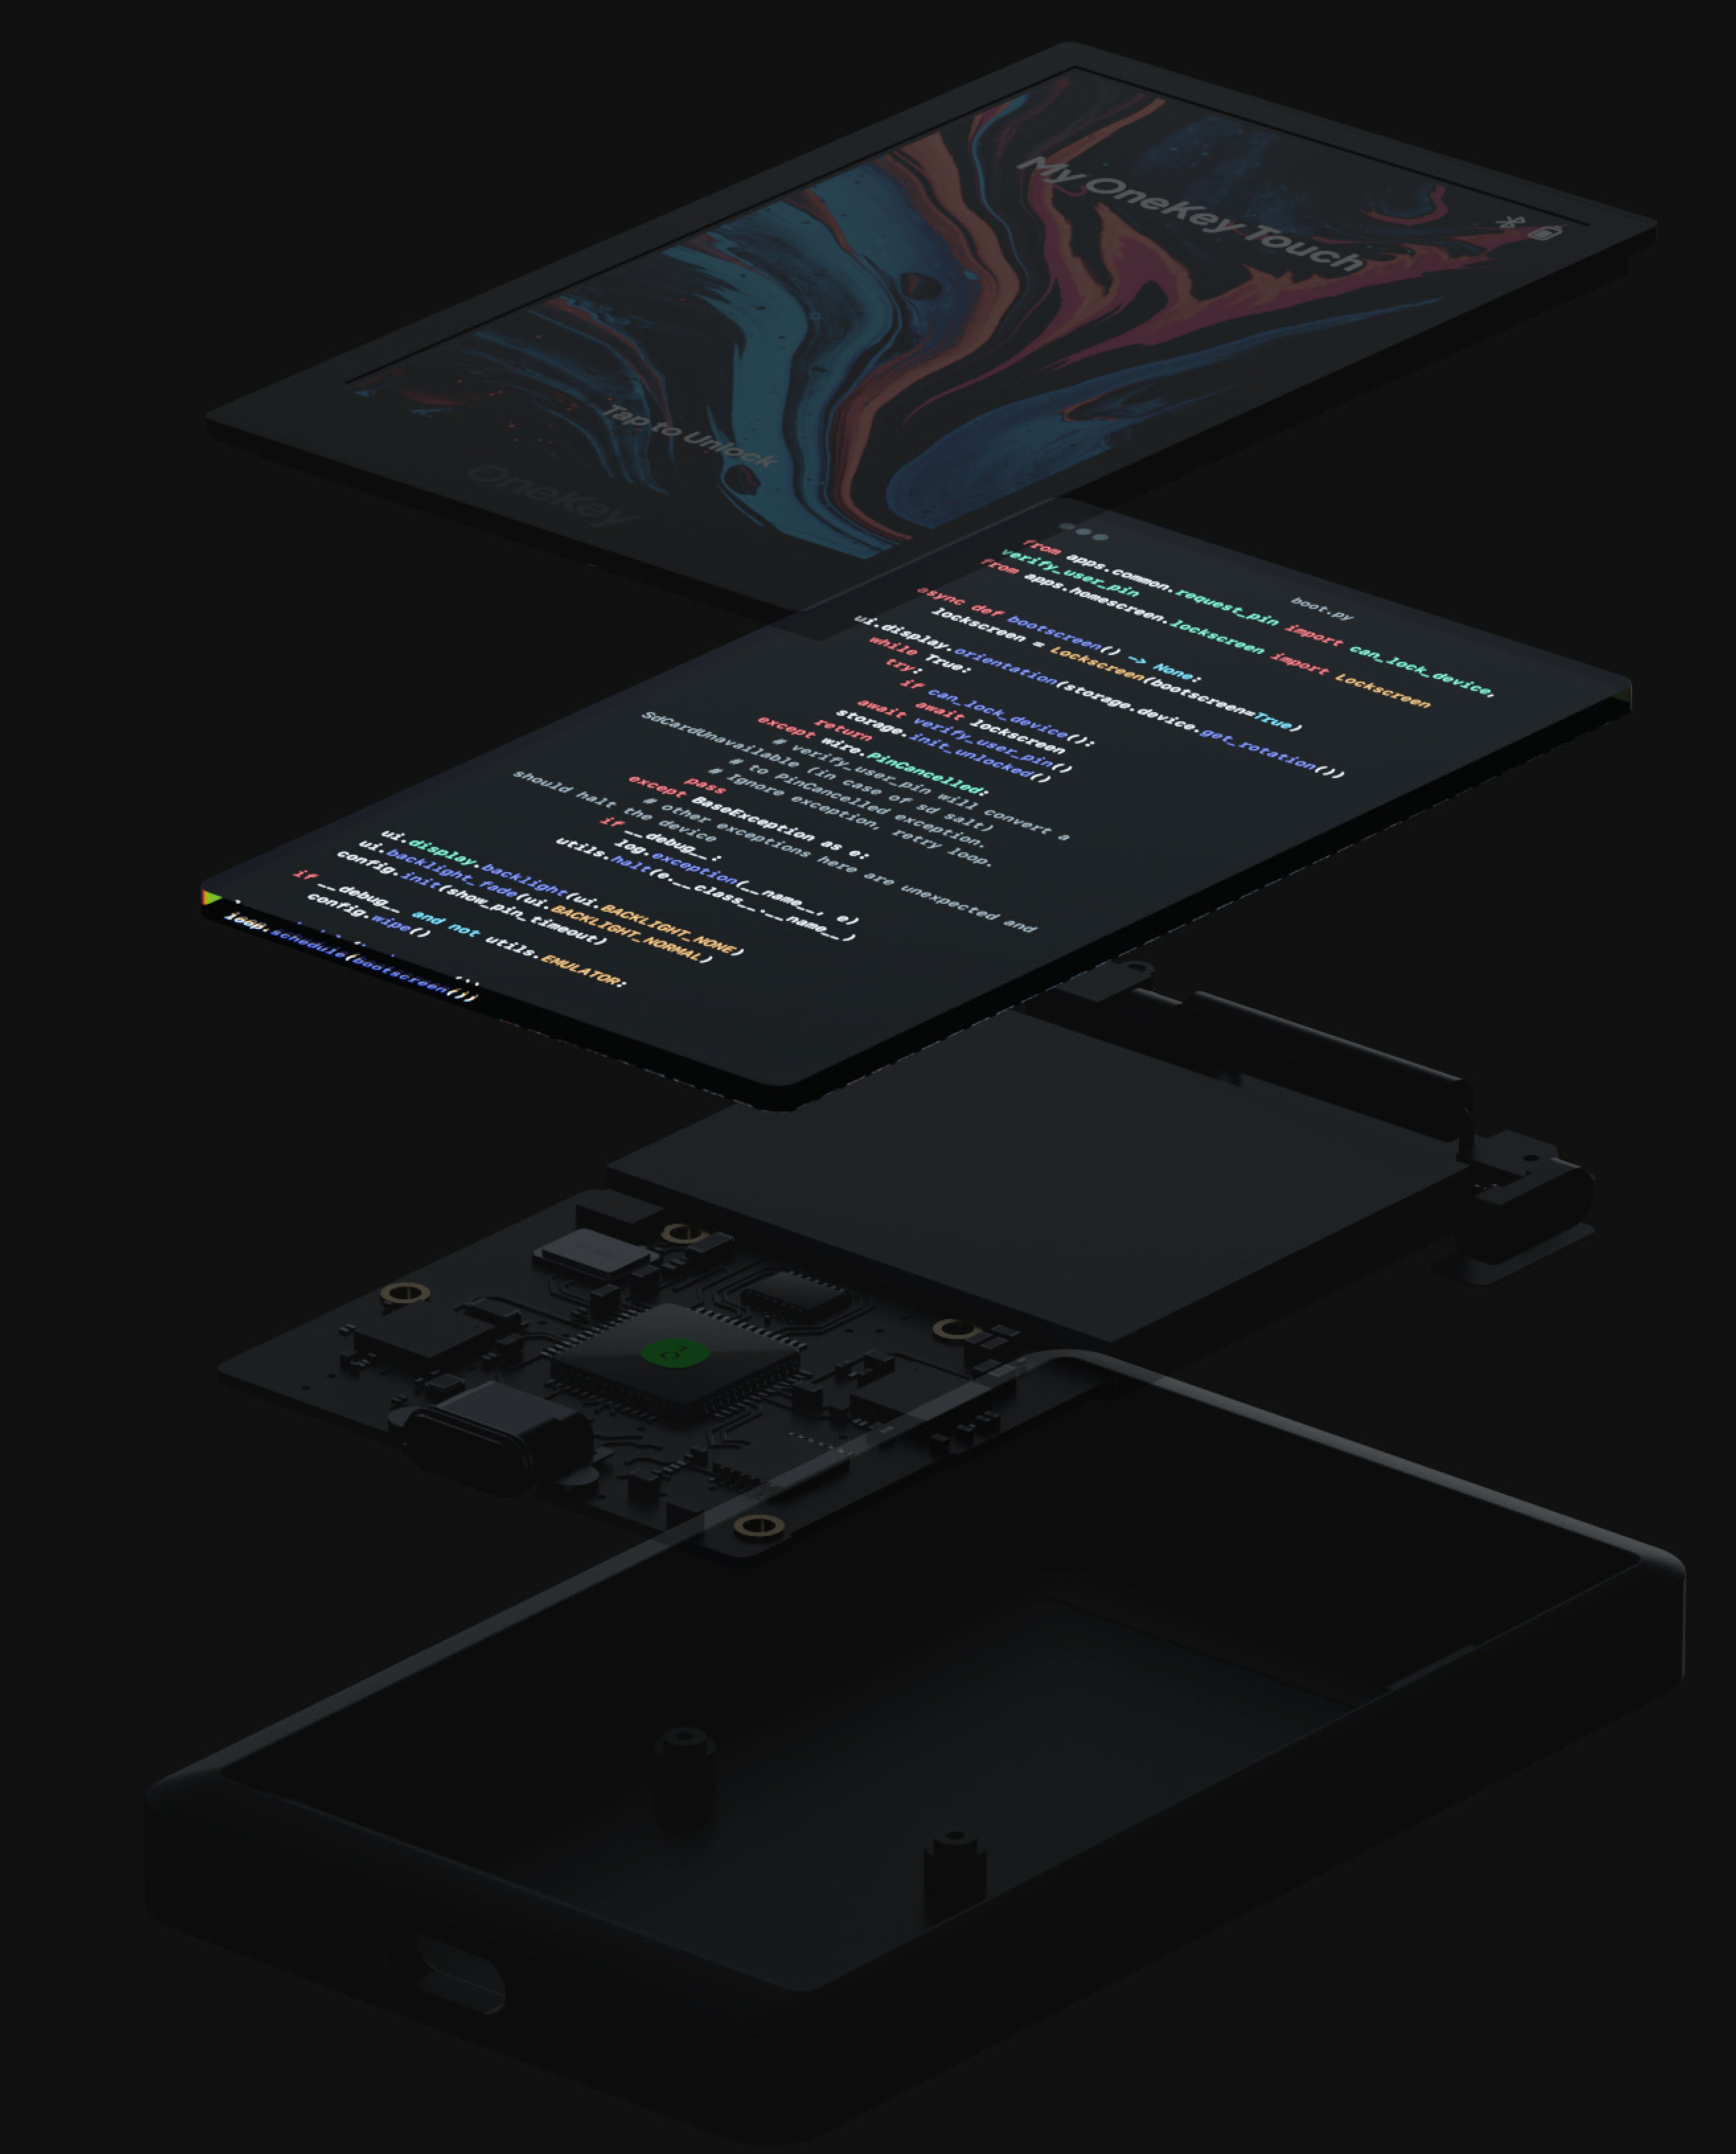 My OneKey Touch
Tap to Unlock
OneKey
boot.py
from apps.common.request_pin import can_lock_device,
verify_user_pin
from apps.homescreen.lockscreen import Lockscreen
async def bootscreen() -> None:
lockscreen = Lockscreen(bootscreen=True)
ui.display.orientation(storage.device.get_rotation())
while True:
try:
if can_lock_device():
await lockscreen
await verify_user_pin()
storage.init_unlocked()
return
except wire.PinCancelled:
# verify_user_pin will convert a
SdCardUnavailable (in case of sd salt)
# to PinCancelled exception.
# Ignore exception, retry loop.
pass
except BaseException as e:
# other exceptions here are unexpected and
should halt the device
if __debug__:
log.exception(__name__, e)
utils.halt(e.__class__.__name__)
ui.display.backlight(ui.BACKLIGHT_NONE)
ui.backlight_fade(ui.BACKLIGHT_NORMAL)
config.init(show_pin_timeout)
if __debug__ and not utils.EMULATOR:
config.wipe()
loop.schedule(bootscreen())